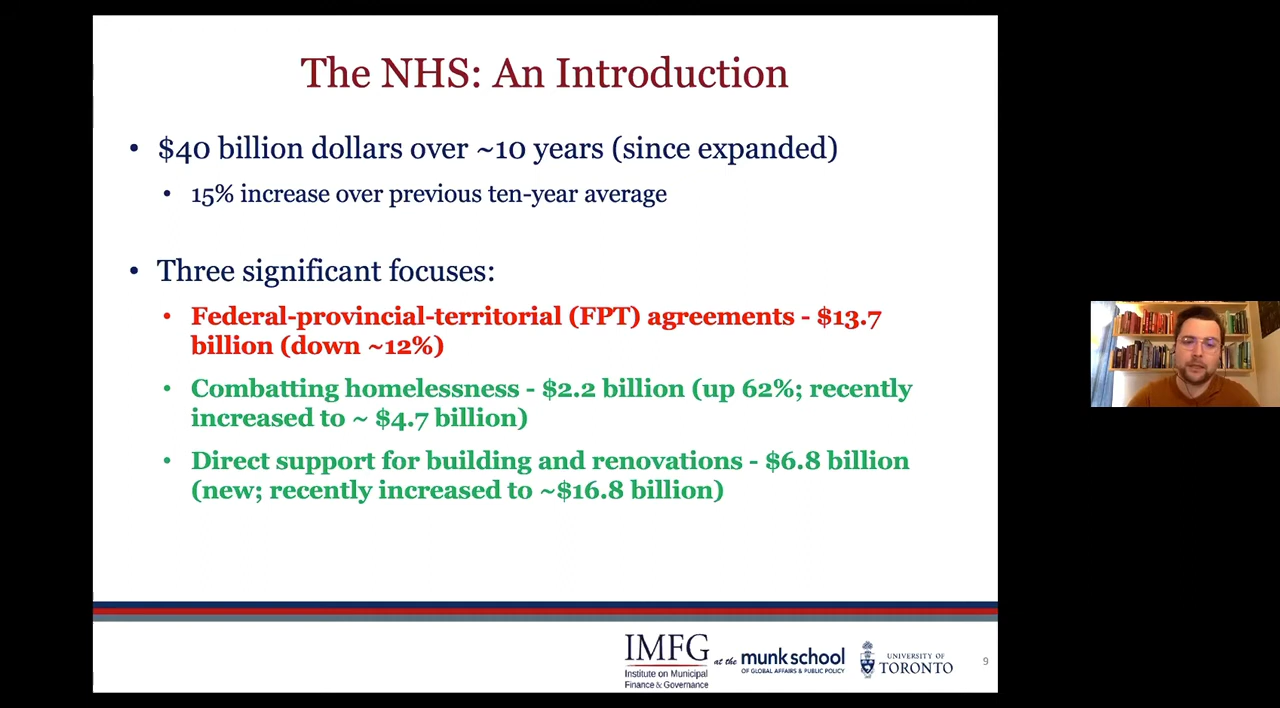 The NHS: An Introduction
• $40 billion dollars over ~10 years (since expanded)
• 15% increase over previous ten-year average
• Three significant focuses:
• Federal-provincial-territorial (FPT) agreements - $13.7
billion (down ~12%)
• Combatting homelessness - $2.2 billion (up 62%; recently
increased to ~ $4.7 billion)
• Direct support for building and renovations - $6.8 billion
(new; recently increased to ~$16.8 billion)
IMFG
Institute on Municipal
Finance & Governance
at the munk school
OF GLOBAL AFFAIRS & PUBLIC POLICY
UNIVERSITY OF
TORONTO
9